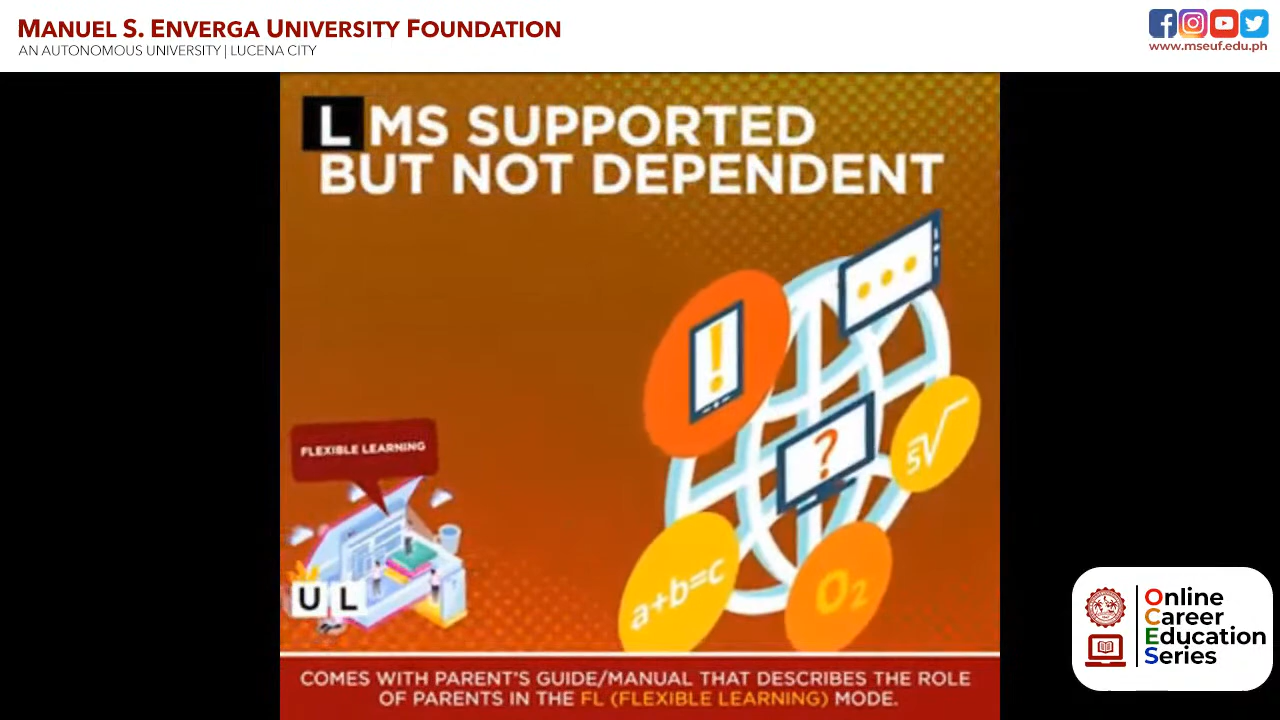 MANUEL S. ENVERGA UNIVERSITY FOUNDATION
AN AUTONOMOUS UNIVERSITY | LUCENA CITY
www.mseuf.edu.ph
LMS SUPPORTED
BUT NOT DEPENDENT
!
?
5√
a+b=c
O2
FLEXIBLE LEARNING
U L
COMES WITH PARENT'S GUIDE/MANUAL THAT DESCRIBES THE ROLE
OF PARENTS IN THE FL (FLEXIBLE LEARNING) MODE.
Online
Career
Education
Series